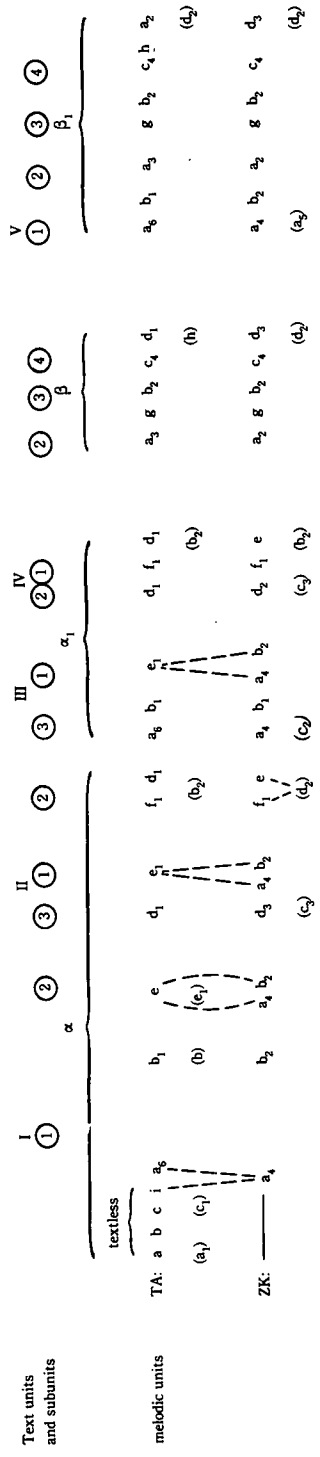 I II III IV V
Text units ① ② ③ ① ② ③ ① ② ① ② ③ ④ ① ② ③ ④
and subunits α α₁ β β₁
textless
melodic units TA: a b c i a₆ b₁ e d₁ e₁ f₁ d₁ a₆ b₁ e₁ d₁ f₁ d₁ a₃ g b₂ c₄ d₁ a₆ b₁ a₃ g b₂ c₄ h a₂
(a₁) (c₁) (b) (e₁) (b₂) (b₂) (h) (d₂)
ZK: a₄ b₂ a₄ b₂ d₃ a₄ b₂ f₁ e a₄ b₁ a₄ b₂ d₂ f₁ e a₂ g b₂ c₄ d₃ a₄ b₂ a₂ g b₂ c₄ d₃
(c₃) (d₂) (c₂) (c₃) (b₂) (d₂) (a₅) (d₂)